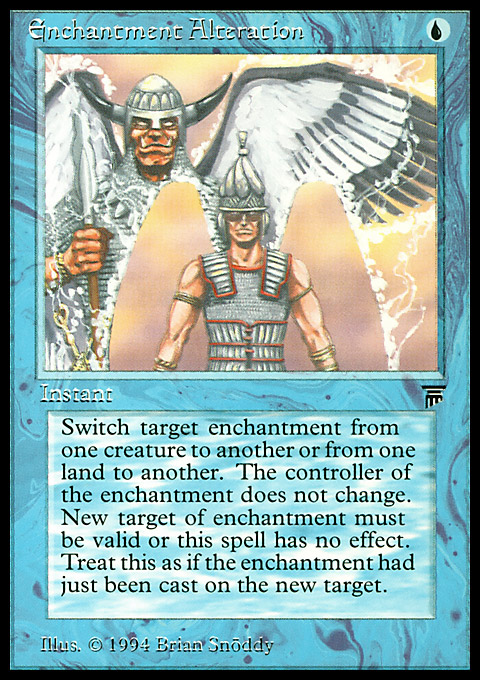 Enchantment Alteration
Instant
Switch target enchantment from
one creature to another or from one
land to another. The controller of
the enchantment does not change.
New target of enchantment must
be valid or this spell has no effect.
Treat this as if the enchantment had
just been cast on the new target.
Illus. © 1994 Brian Snōddy